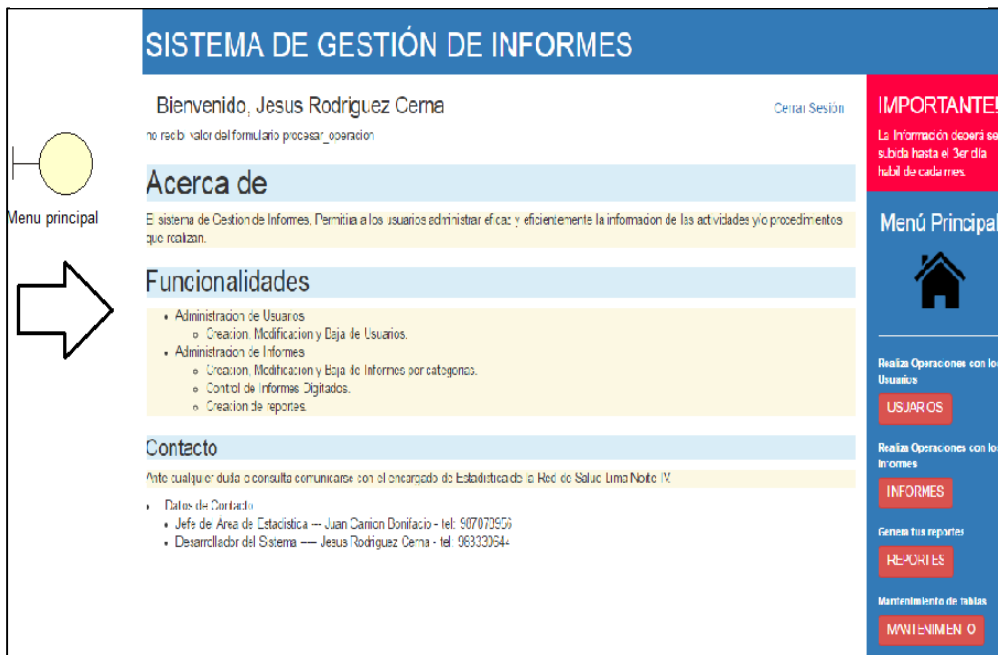 SISTEMA DE GESTIÓN DE INFORMES
Menu principal
Bienvenido, Jesus Rodriguez Cerna
Cerrar Sesión
no recibi valor del formulario procesar_operacion
Acerca de
El sistema de Gestion de Informes, Permitira a los usuarios administrar eficaz y eficientemente la informacion de las actividades y/o procedimientos
que realizan.
Funcionalidades
• Administracion de Usuarios
o Creacion, Modificacion y Baja de Usuarios.
• Administracion de Informes
o Creacion, Modificacion y Baja de Informes por categorias.
o Control de Informes Digitados.
o Creacion de reportes.
Contacto
Ante cualquier duda o consulta comunicarse con el encargado de Estadistica de la Red de Salud Lima Norte IV.
• Datos de Contacto
• Jefe de Area de Estadistica --- Juan Carrion Bonifacio - tel:
• Desarrollador del Sistema ---- Jesus Rodriguez Cerna - tel:
IMPORTANTE!
La Información deberá se
subida hasta el 3er día
habil de cada mes.
Menú Principal
Realiza Operaciones con los
Usuarios
USUARIOS
Realiza Operaciones con los
Informes
INFORMES
Genera tus reportes
REPORTES
Mantenimiento de tablas
MANTENIMIENTO